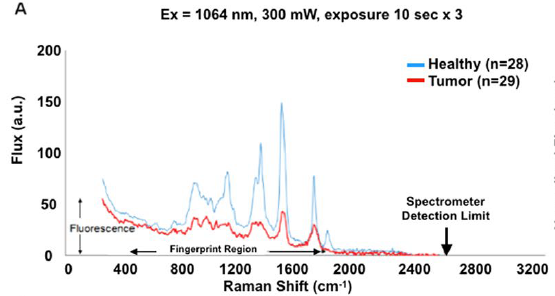 A
Ex = 1064 nm, 300 mW, exposure 10 sec x 3
200
Healthy (n=28)
Tumor (n=29)
150
Flux (a.u.)
100
50
Spectrometer
Detection Limit
Fluorescence
Fingerprint Region
0
0 400 800 1200 1600 2000 2400 2800 3200
Raman Shift (cm⁻¹)